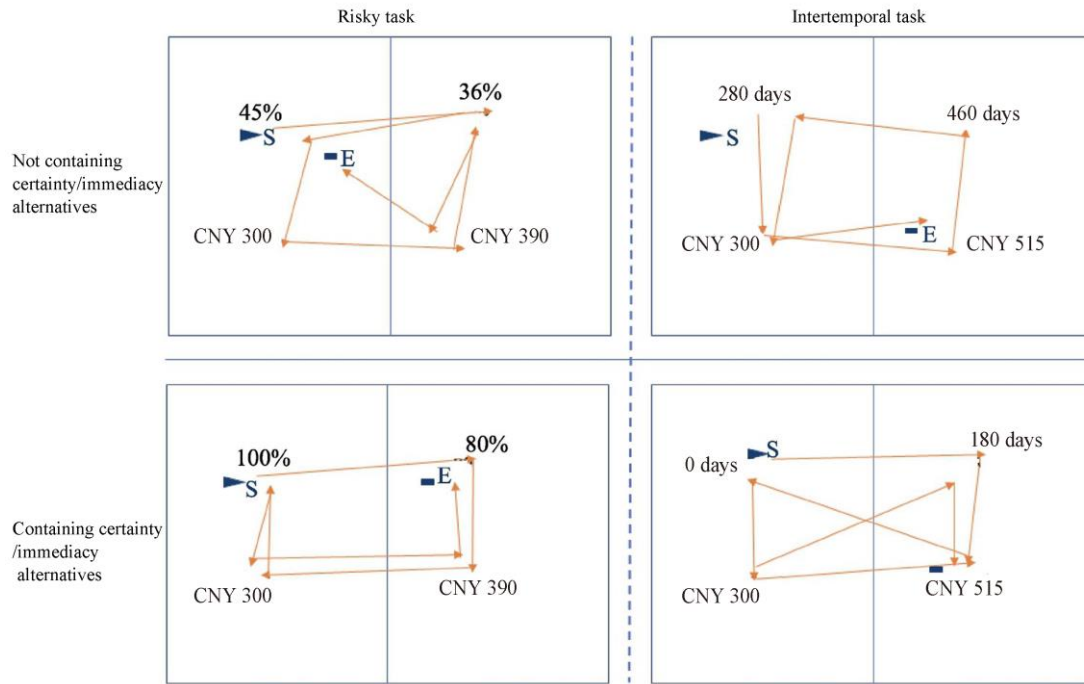 Risky task
Intertemporal task
Not containing
certainty/immediacy
alternatives
45%
36%
S
E
CNY 300
CNY 390
280 days
460 days
S
CNY 300
E
CNY 515
Containing certainty
/immediacy
alternatives
100%
80%
S
E
CNY 300
CNY 390
S
180 days
0 days
CNY 300
CNY 515